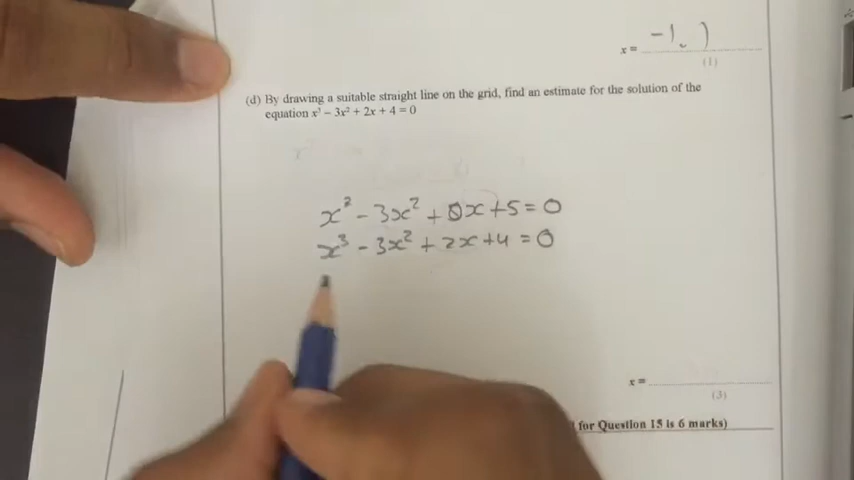 x = -1.
(1)
(d) By drawing a suitable straight line on the grid, find an estimate for the solution of the
equation x³ − 3x² + 2x + 4 = 0
x² - 3x² + 0x + 5 = 0
x³ - 3x² + 2x + 4 = 0
x =
(3)
for Question 15 is 6 marks)